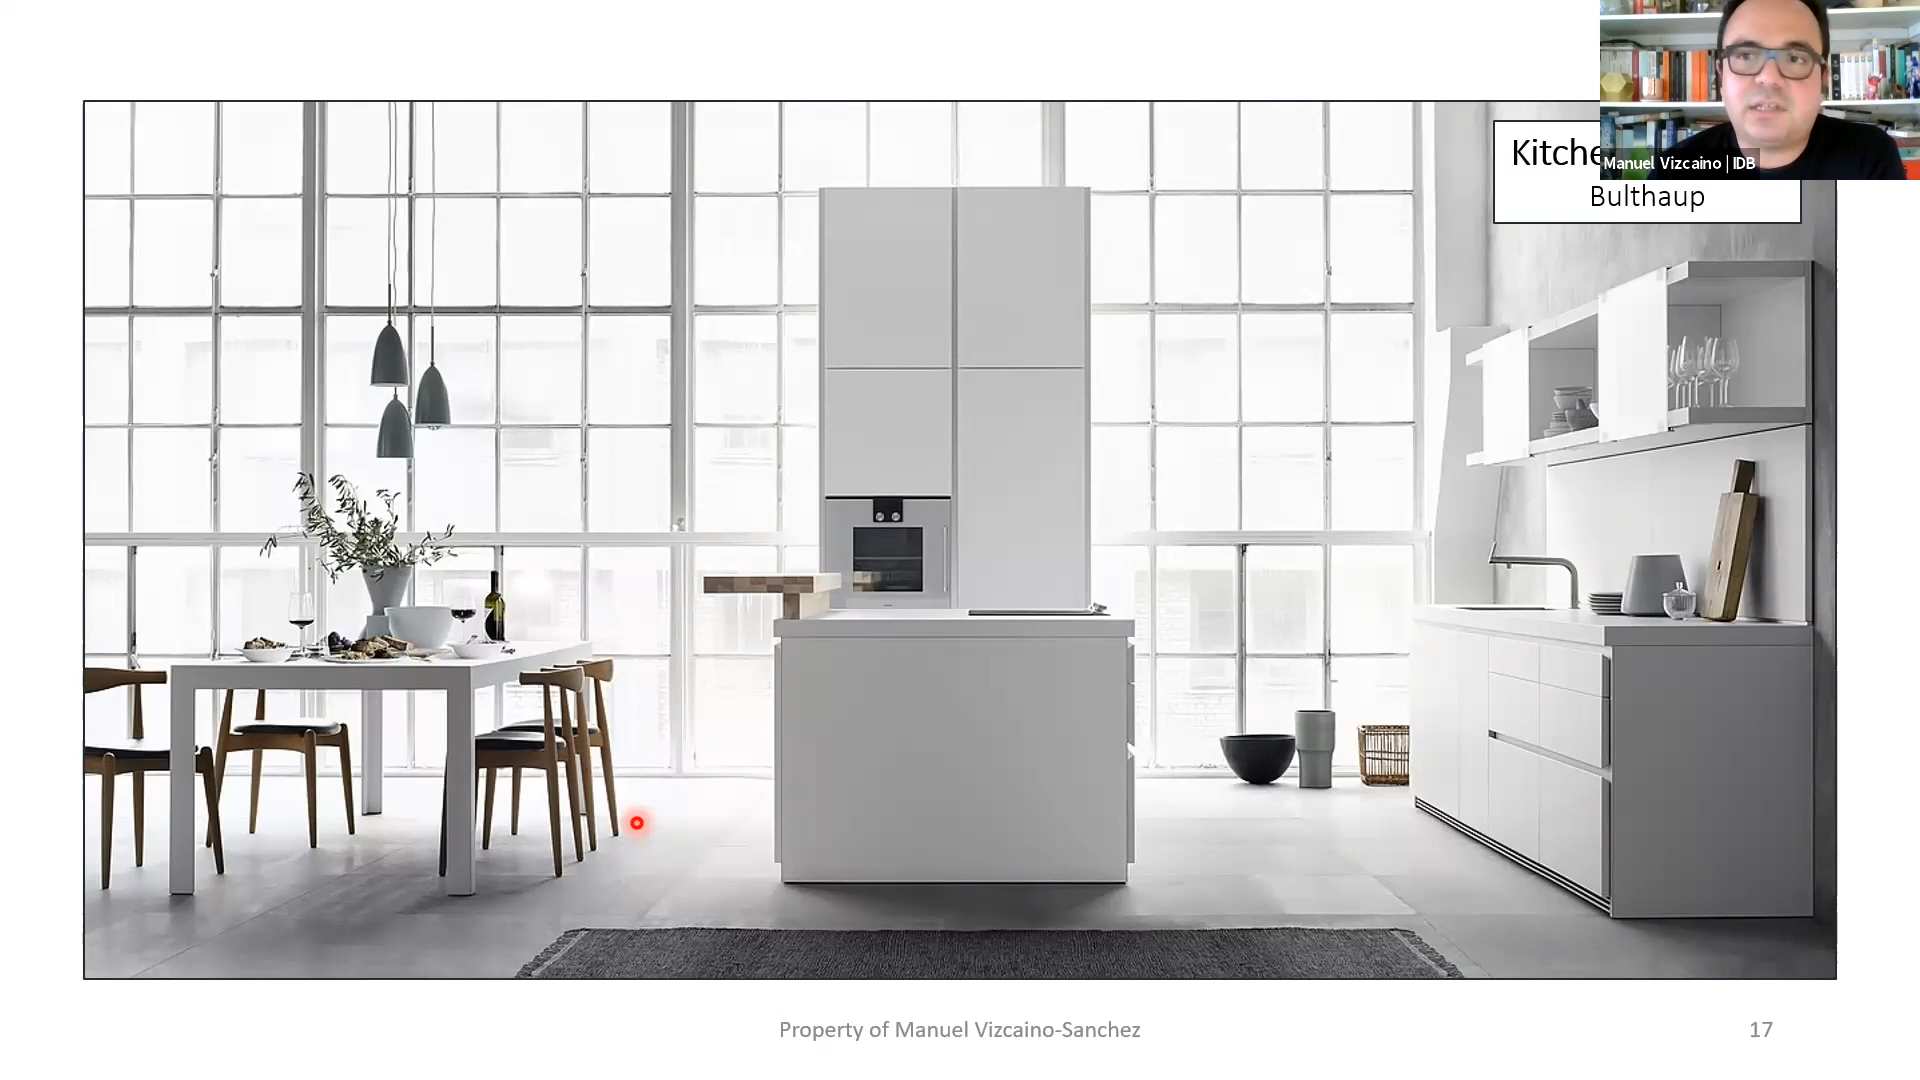 Kitche
Manuel Vizcaino | IDB
Bulthaup
Property of Manuel Vizcaino-Sanchez
17